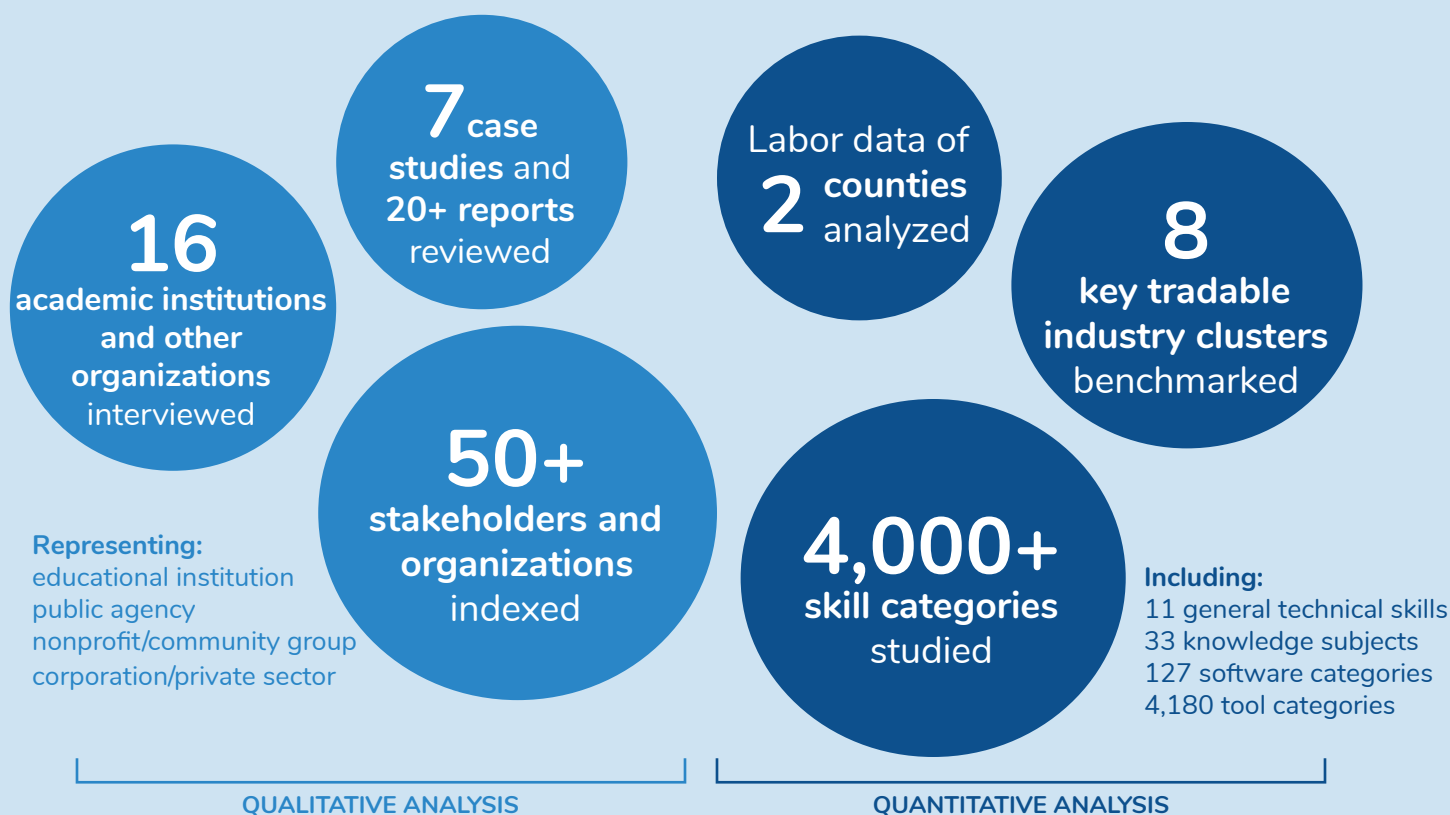 7 case
studies and
20+ reports
reviewed
16
academic institutions
and other
organizations
interviewed
50+
stakeholders and
organizations
indexed
Representing:
educational institution
public agency
nonprofit/community group
corporation/private sector
QUALITATIVE ANALYSIS
Labor data of
2 counties
analyzed
8
key tradable
industry clusters
benchmarked
4,000+
skill categories
studied
Including:
11 general technical skills
33 knowledge subjects
127 software categories
4,180 tool categories
QUANTITATIVE ANALYSIS